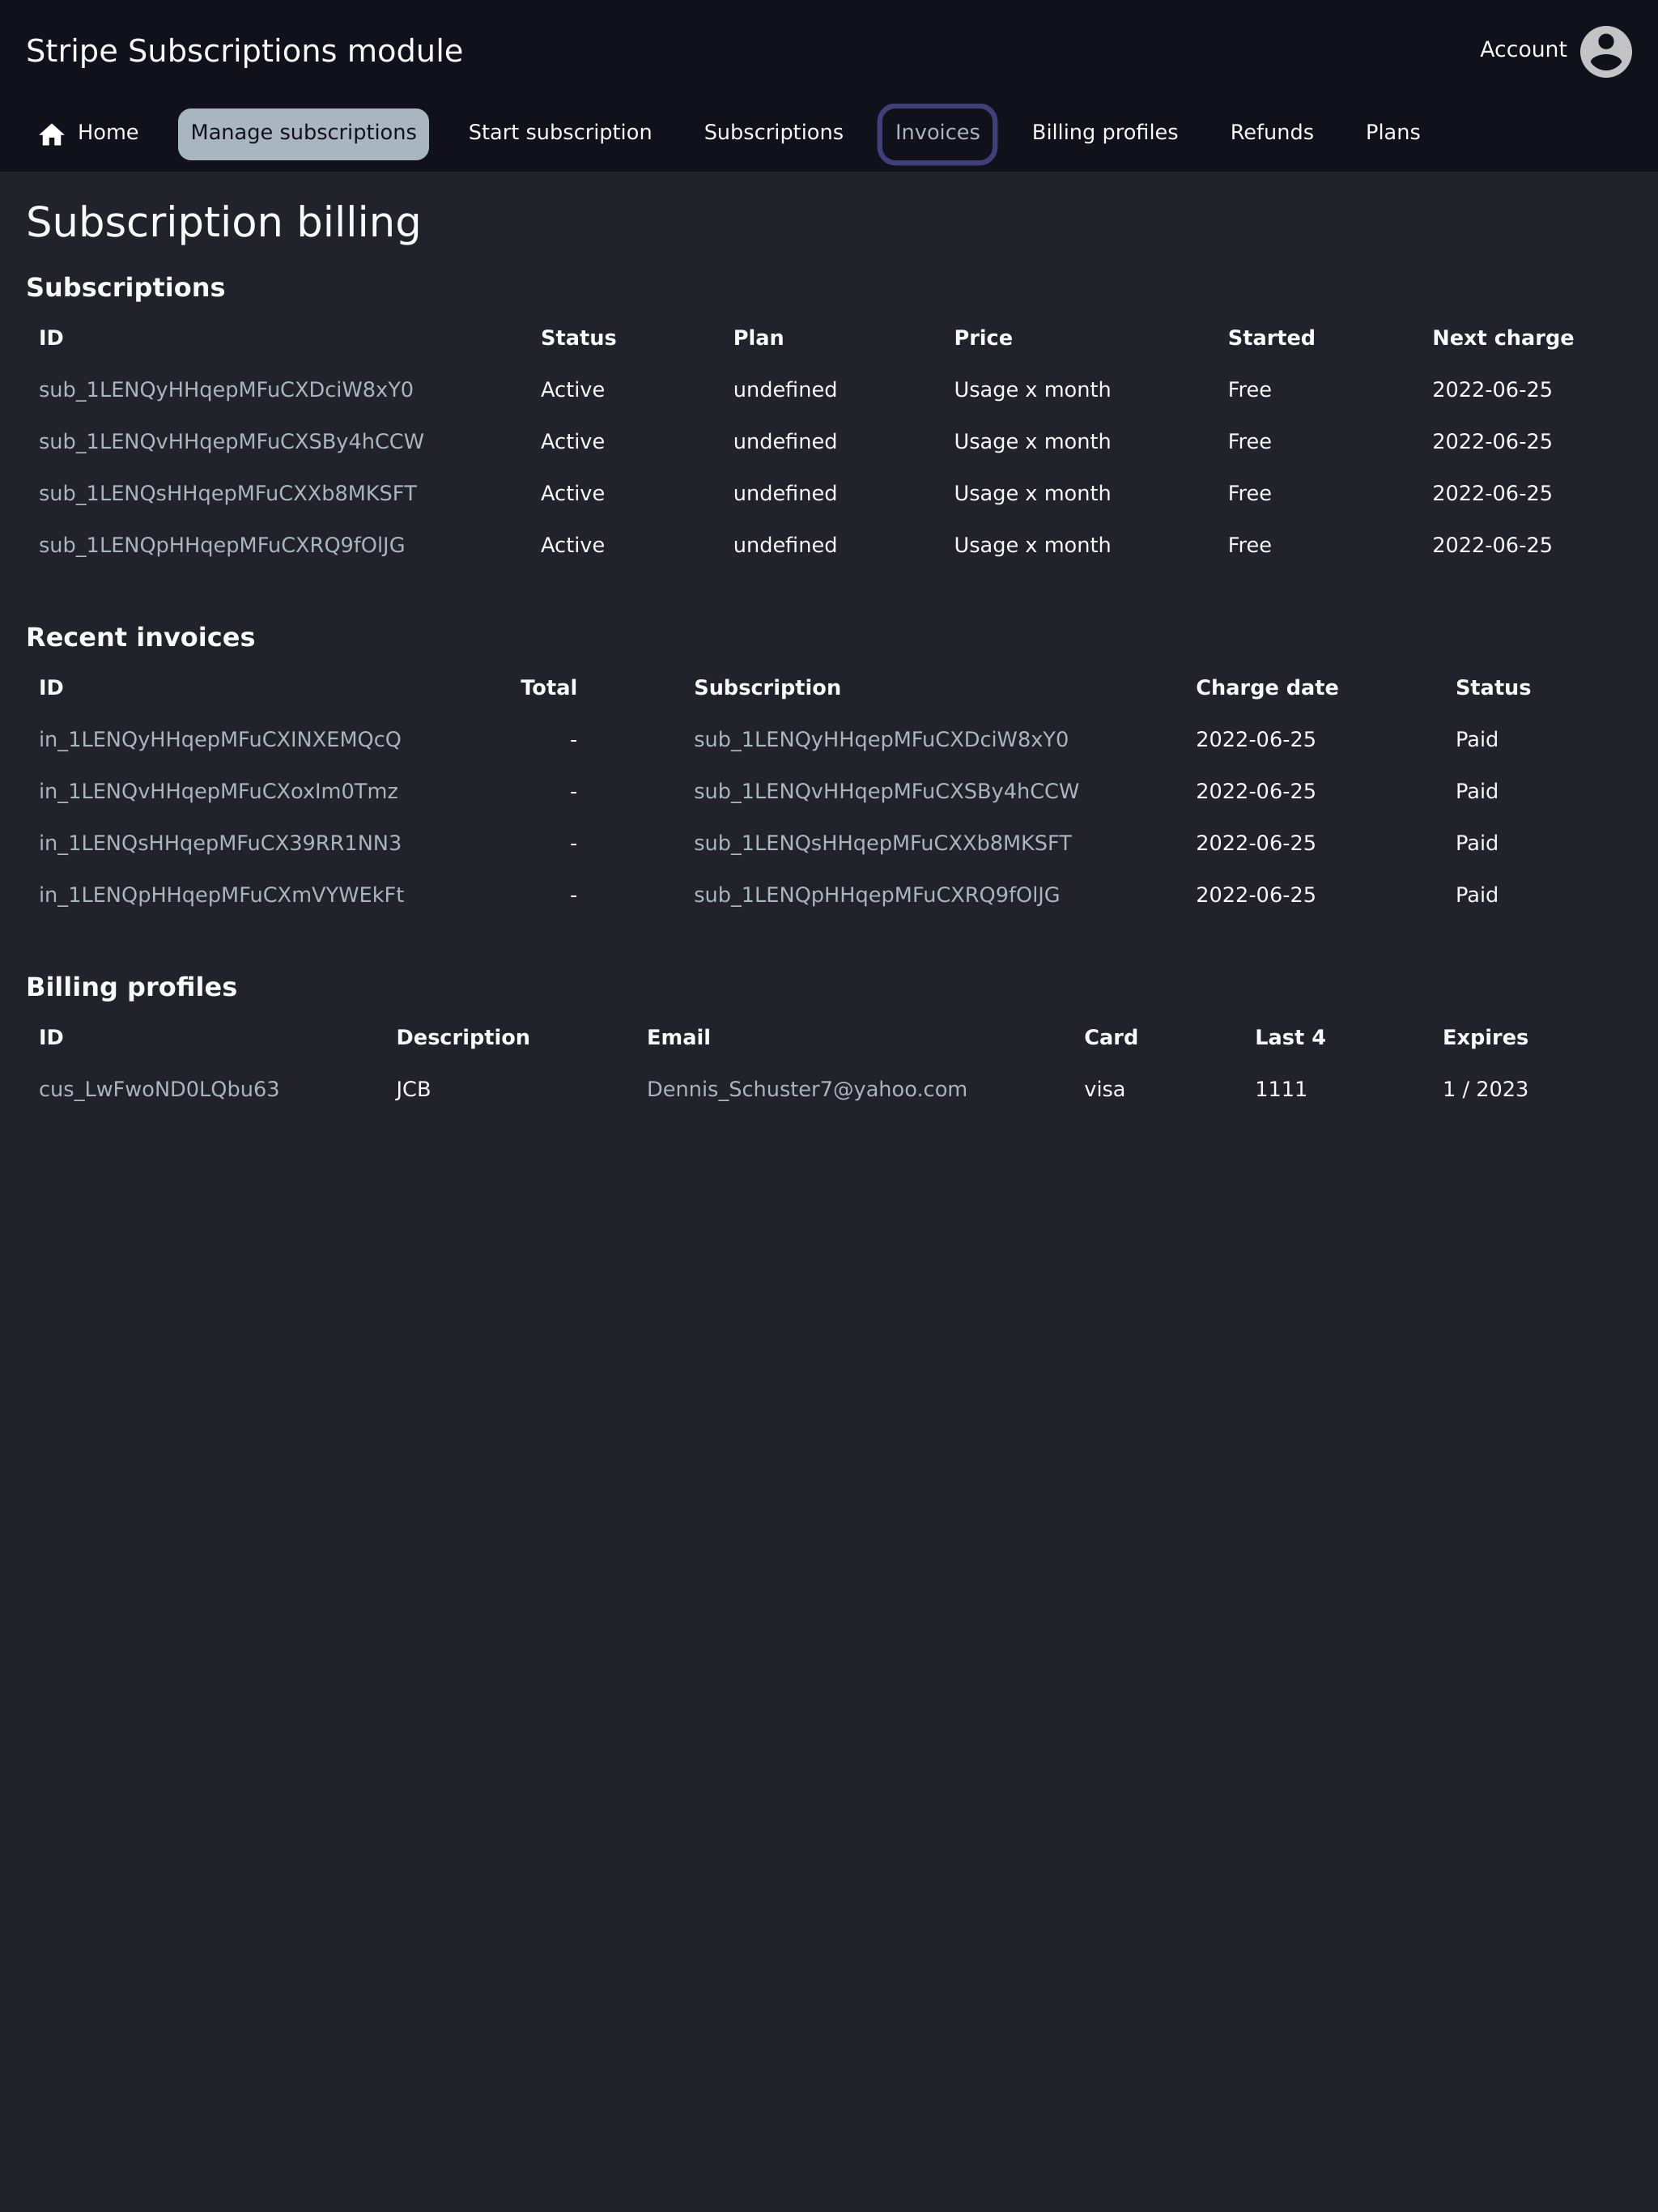 Stripe Subscriptions module
Account
Home Manage subscriptions Start subscription Subscriptions Invoices Billing profiles Refunds Plans
Subscription billing
Subscriptions
ID Status Plan Price Started Next charge
sub_1LENQyHHqepMFuCXDciW8xY0 Active undefined Usage x month Free 2022-06-25
sub_1LENQvHHqepMFuCXSBy4hCCW Active undefined Usage x month Free 2022-06-25
sub_1LENQsHHqepMFuCXXb8MKSFT Active undefined Usage x month Free 2022-06-25
sub_1LENQpHHqepMFuCXRQ9fOlJG Active undefined Usage x month Free 2022-06-25
Recent invoices
ID Total Subscription Charge date Status
in_1LENQyHHqepMFuCXINXEMQcQ - sub_1LENQyHHqepMFuCXDciW8xY0 2022-06-25 Paid
in_1LENQvHHqepMFuCXoxIm0Tmz - sub_1LENQvHHqepMFuCXSBy4hCCW 2022-06-25 Paid
in_1LENQsHHqepMFuCX39RR1NN3 - sub_1LENQsHHqepMFuCXXb8MKSFT 2022-06-25 Paid
in_1LENQpHHqepMFuCXmVYWEkFt - sub_1LENQpHHqepMFuCXRQ9fOlJG 2022-06-25 Paid
Billing profiles
ID Description Email Card Last 4 Expires
cus_LwFwoND0LQbu63 JCB Dennis_Schuster7@yahoo.com visa 1111 1 / 2023